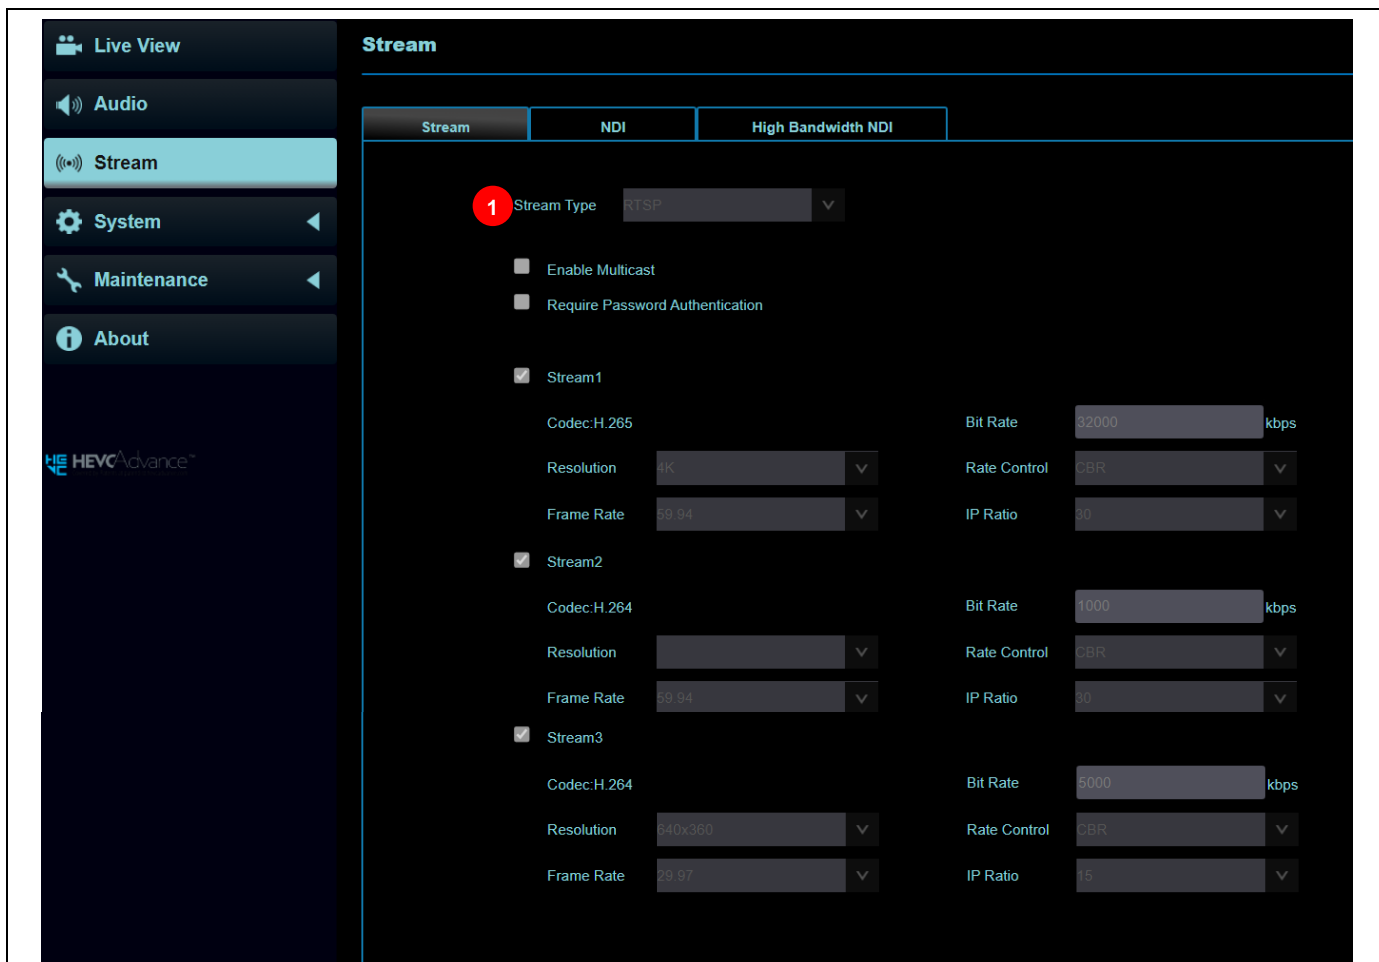 Live View
Audio
Stream
System
Maintenance
About
HEVC Advance™
Stream
Stream NDI High Bandwidth NDI
1 Stream Type RTSP
Enable Multicast
Require Password Authentication
Stream1
Codec:H.265 Bit Rate 32000 kbps
Resolution 4K Rate Control CBR
Frame Rate 59.94 IP Ratio 30
Stream2
Codec:H.264 Bit Rate 1000 kbps
Resolution Rate Control CBR
Frame Rate 59.94 IP Ratio 30
Stream3
Codec:H.264 Bit Rate 5000 kbps
Resolution 640x360 Rate Control CBR
Frame Rate 29.97 IP Ratio 15